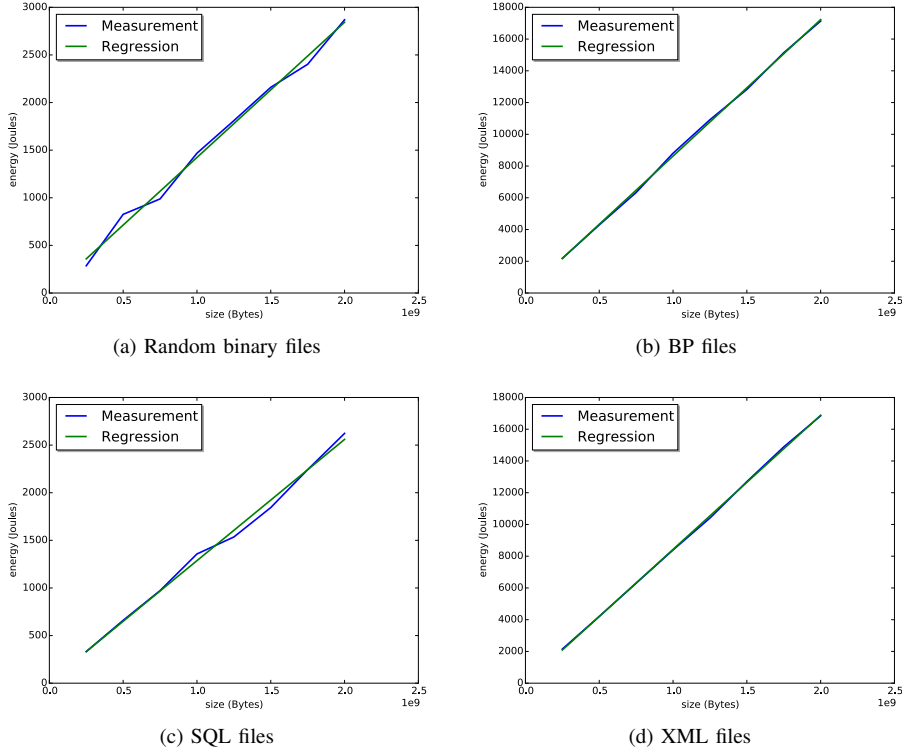 3000
2500
2000
1500
1000
500
0
energy (Joules)
Measurement
Regression
0.0 0.5 1.0 1.5 2.0 2.5
size (Bytes)
1e9
(a) Random binary files
18000
16000
14000
12000
10000
8000
6000
4000
2000
0
energy (Joules)
Measurement
Regression
0.0 0.5 1.0 1.5 2.0 2.5
size (Bytes)
1e9
(b) BP files
3000
2500
2000
1500
1000
500
0
energy (Joules)
Measurement
Regression
0.0 0.5 1.0 1.5 2.0 2.5
size (Bytes)
1e9
(c) SQL files
18000
16000
14000
12000
10000
8000
6000
4000
2000
0
energy (Joules)
Measurement
Regression
0.0 0.5 1.0 1.5 2.0 2.5
size (Bytes)
1e9
(d) XML files